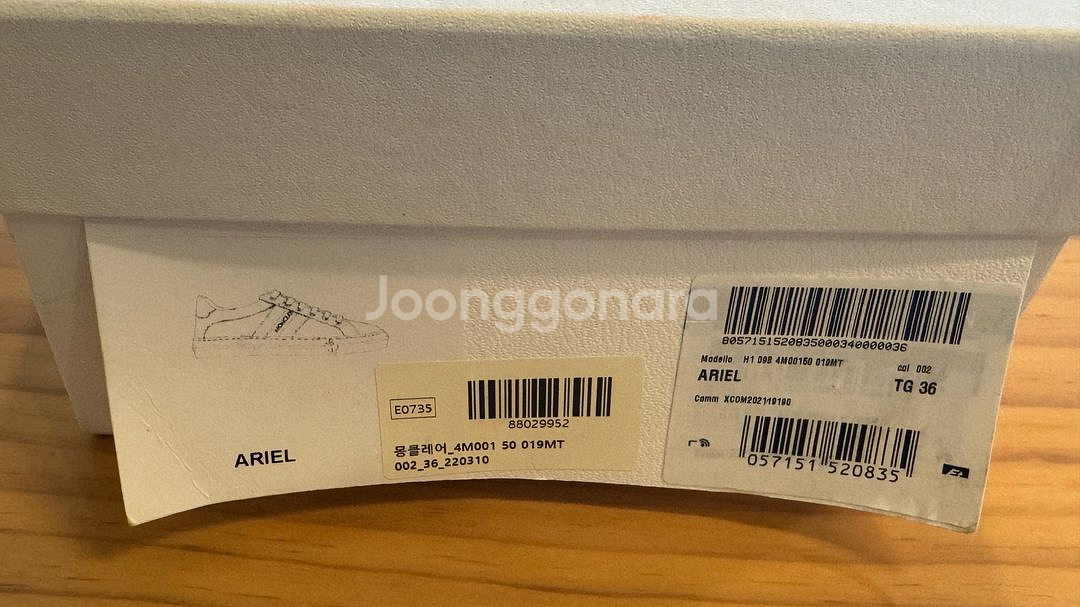 Joonggonara
ARIEL
E0735
88029952
몽클레어_4M001 50 019MT
002_36_220310
8057151520835000340000036
Modello H1 09B 4M00150 019MT col 002
ARIEL TG 36
Comm XCOM202119190
057151 520835